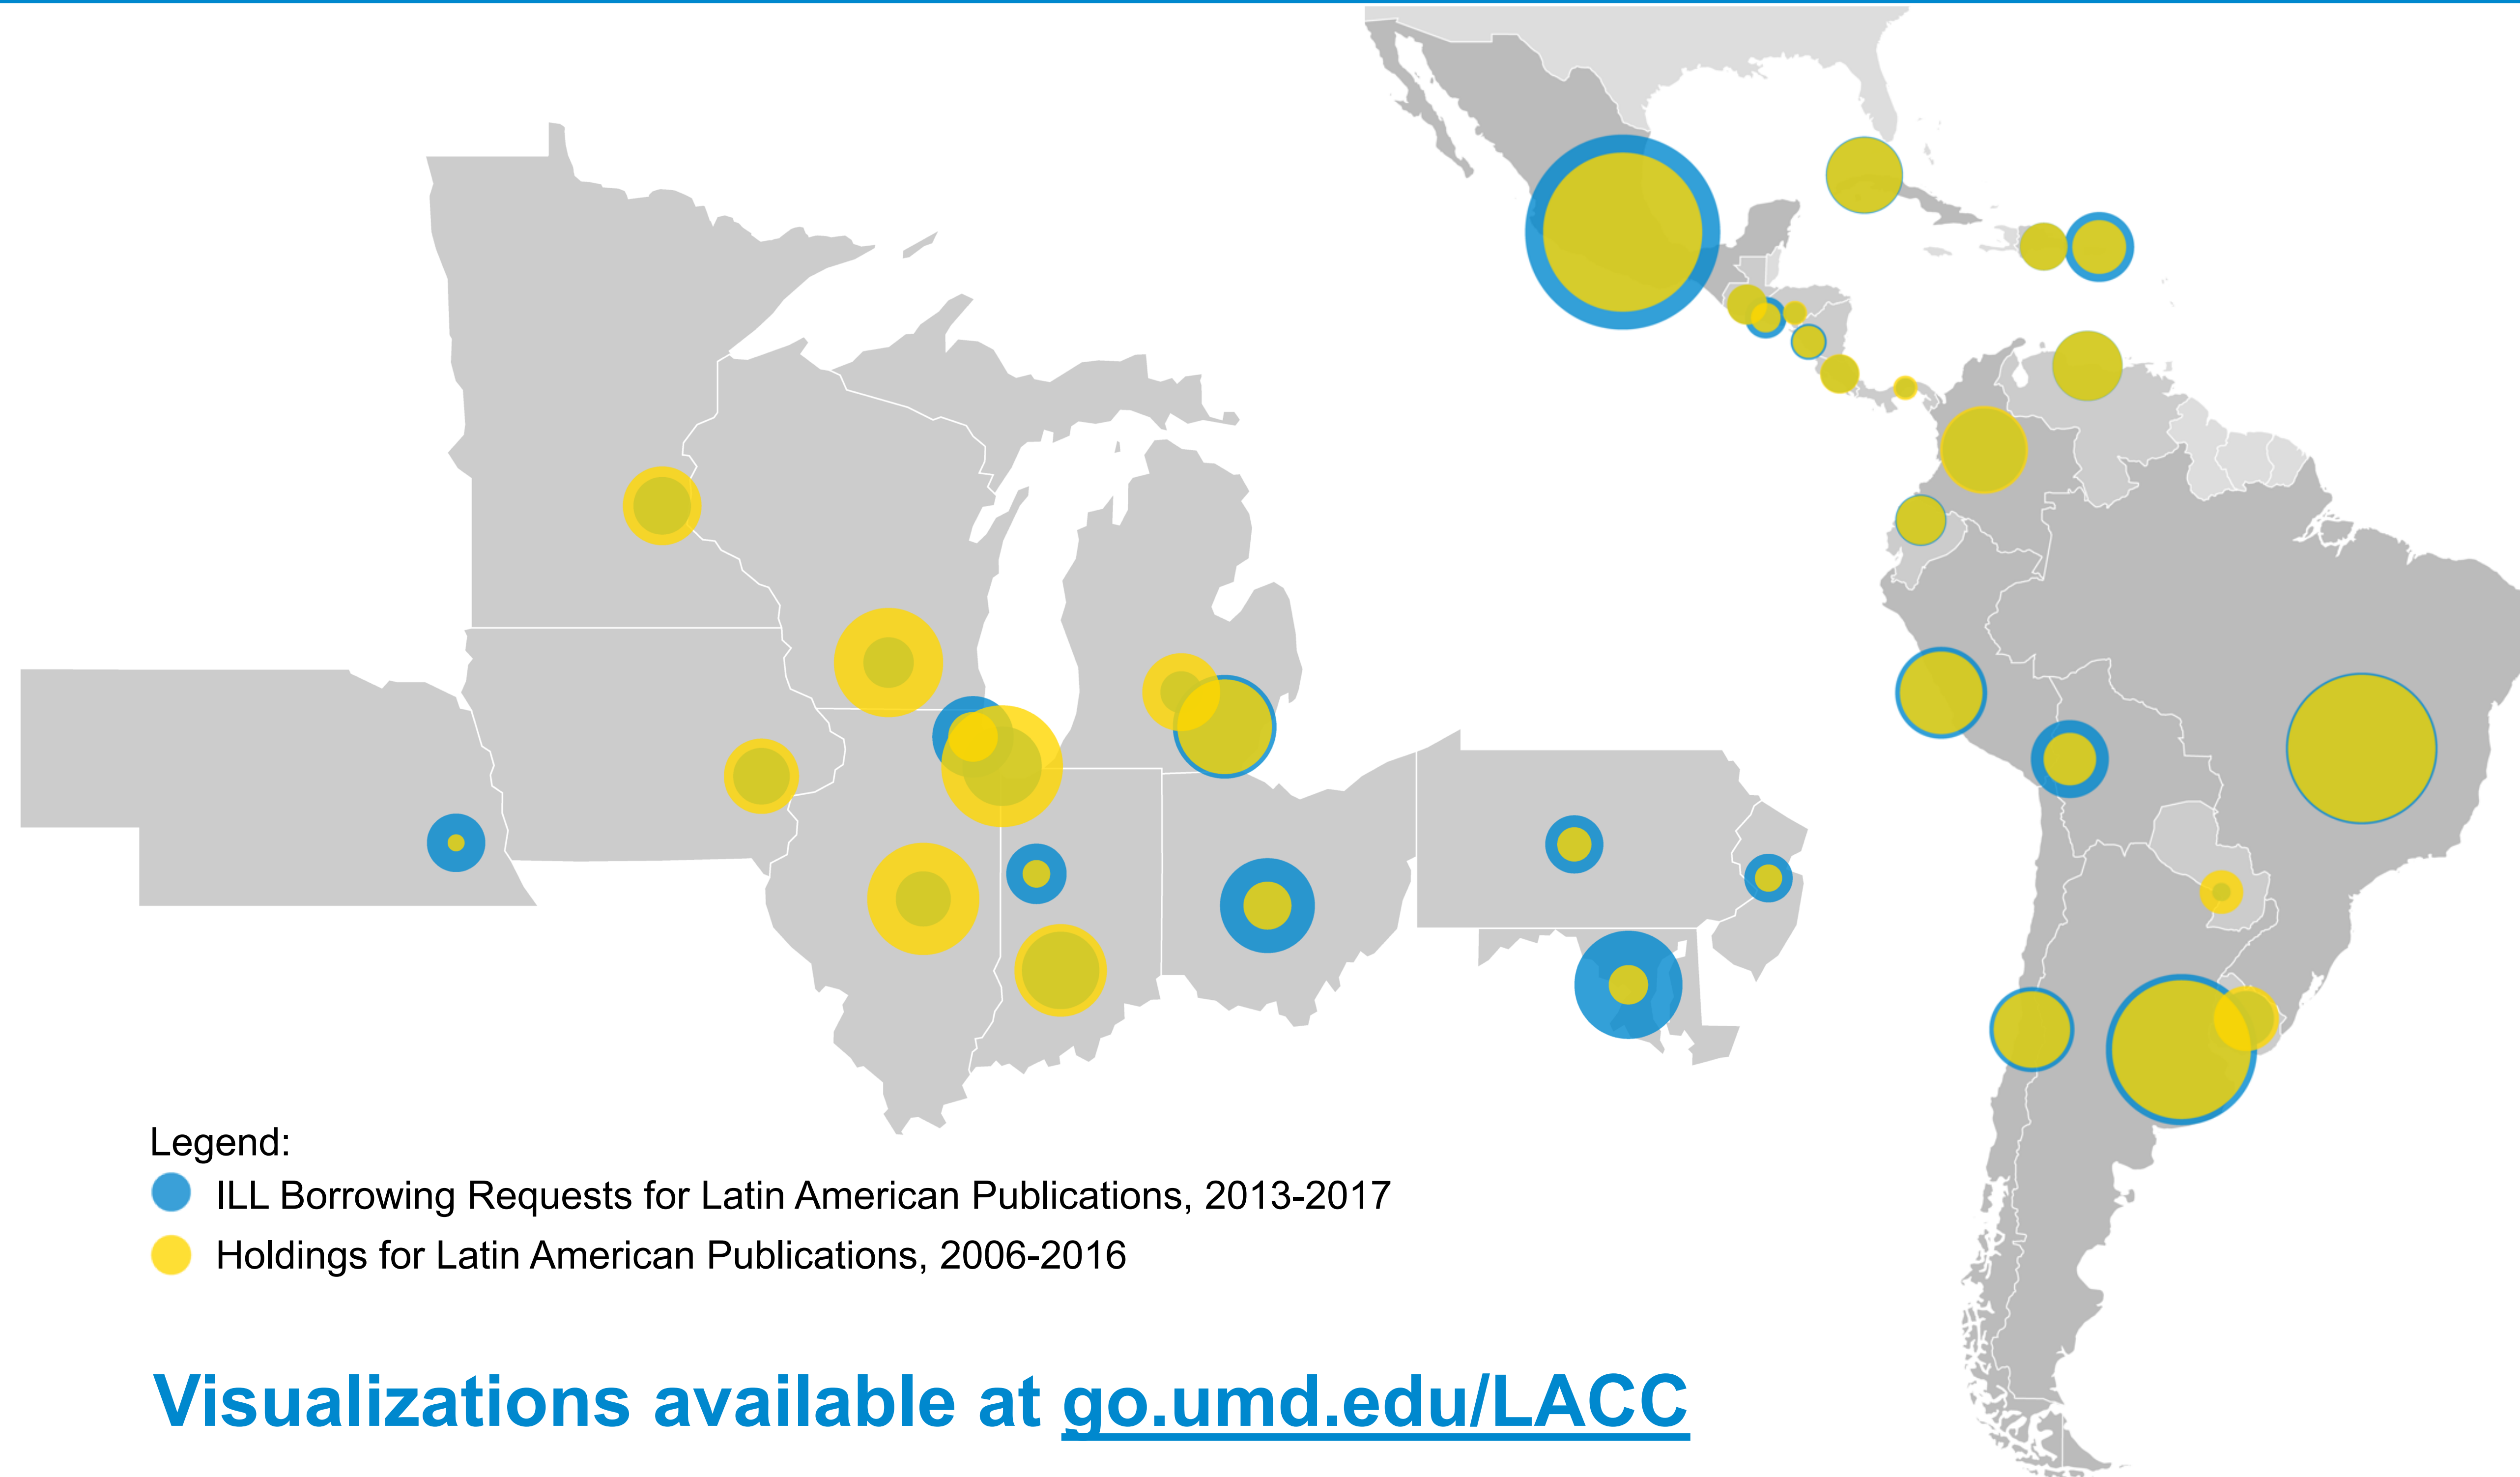 Legend:
ILL Borrowing Requests for Latin American Publications, 2013-2017
Holdings for Latin American Publications, 2006-2016
Visualizations available at go.umd.edu/LACC